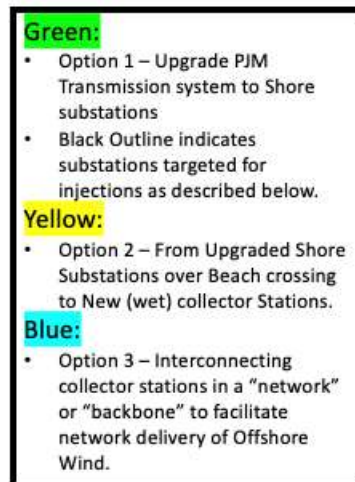 Green:
• Option 1 – Upgrade PJM
Transmission system to Shore
substations
• Black Outline indicates
substations targeted for
injections as described below.
Yellow:
• Option 2 – From Upgraded Shore
Substations over Beach crossing
to New (wet) collector Stations.
Blue:
• Option 3 – Interconnecting
collector stations in a “network”
or “backbone” to facilitate
network delivery of Offshore
Wind.